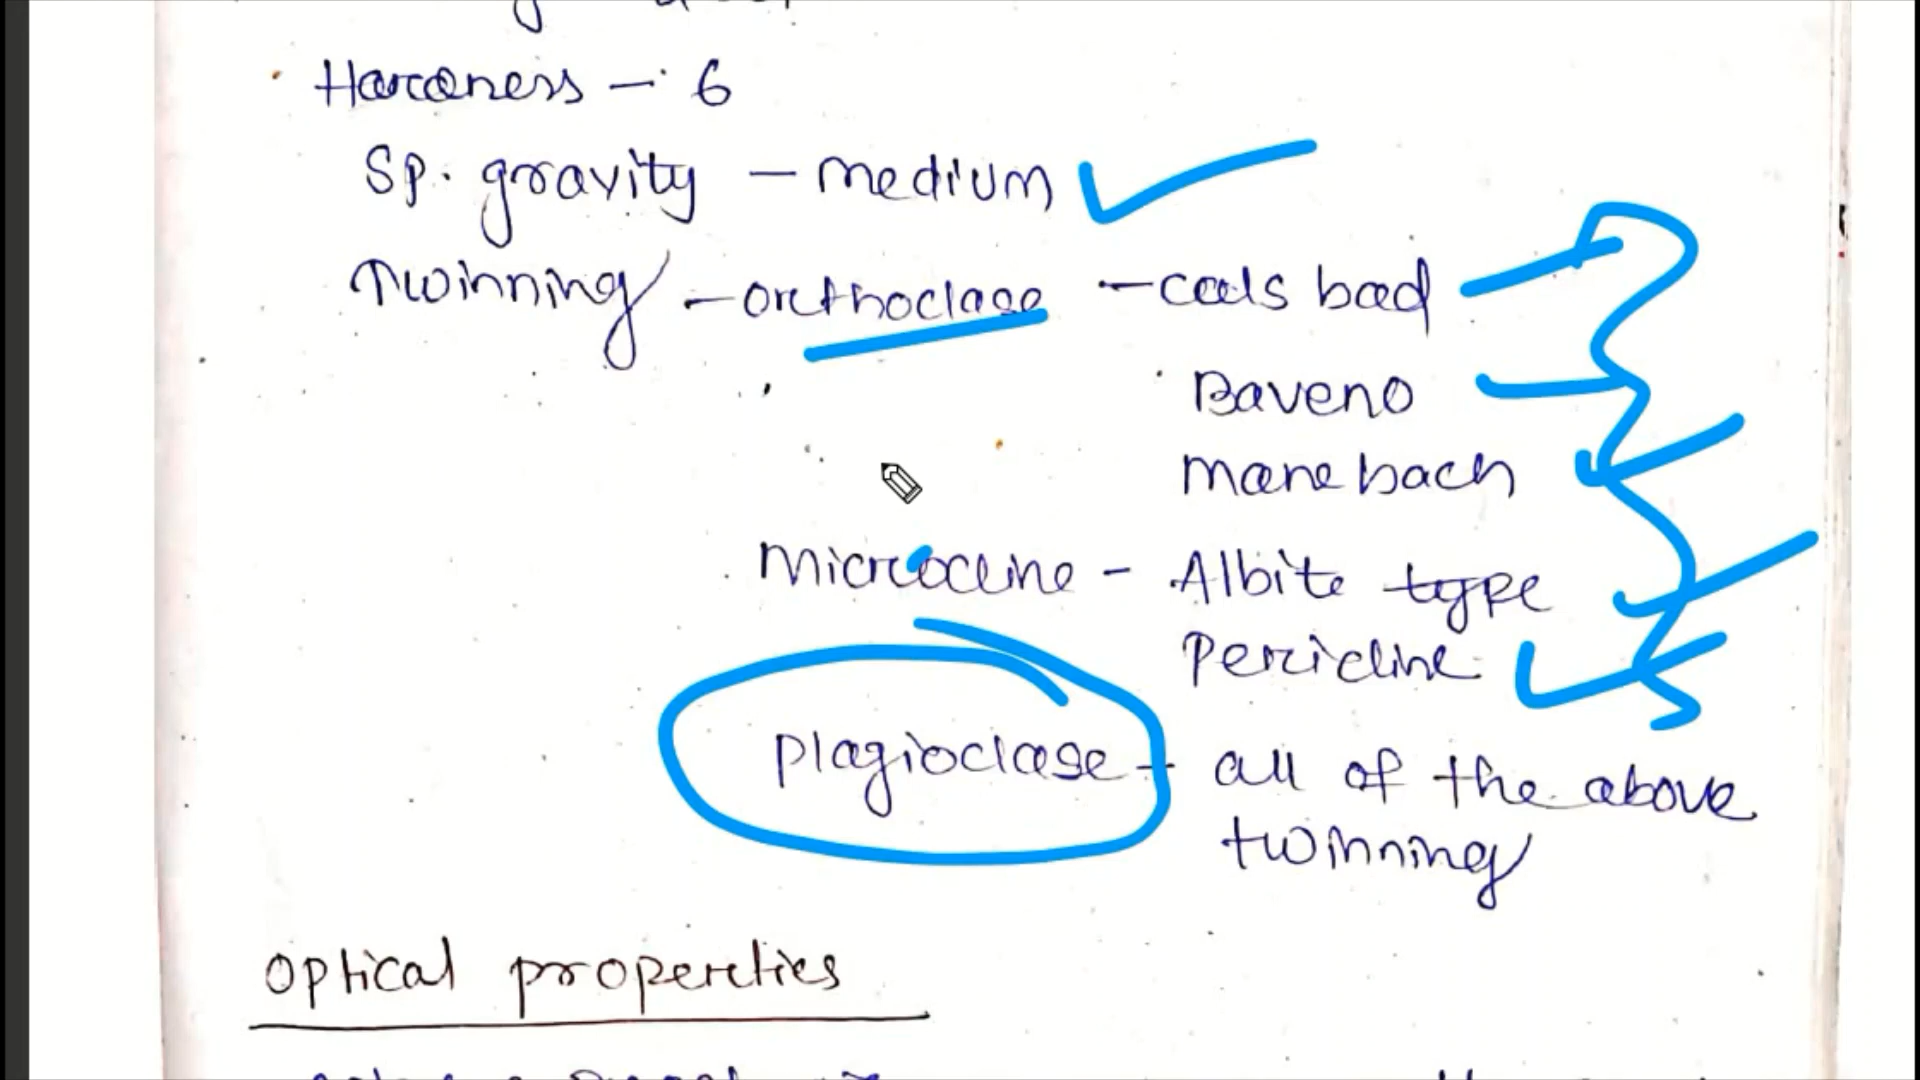 Hardness - 6
Sp. gravity - medium
Twinning - orthoclase - cals bad
Baveno
manebach
Microcline - Albite type
Pericline
plagioclase - all of the above
twinning
optical properties